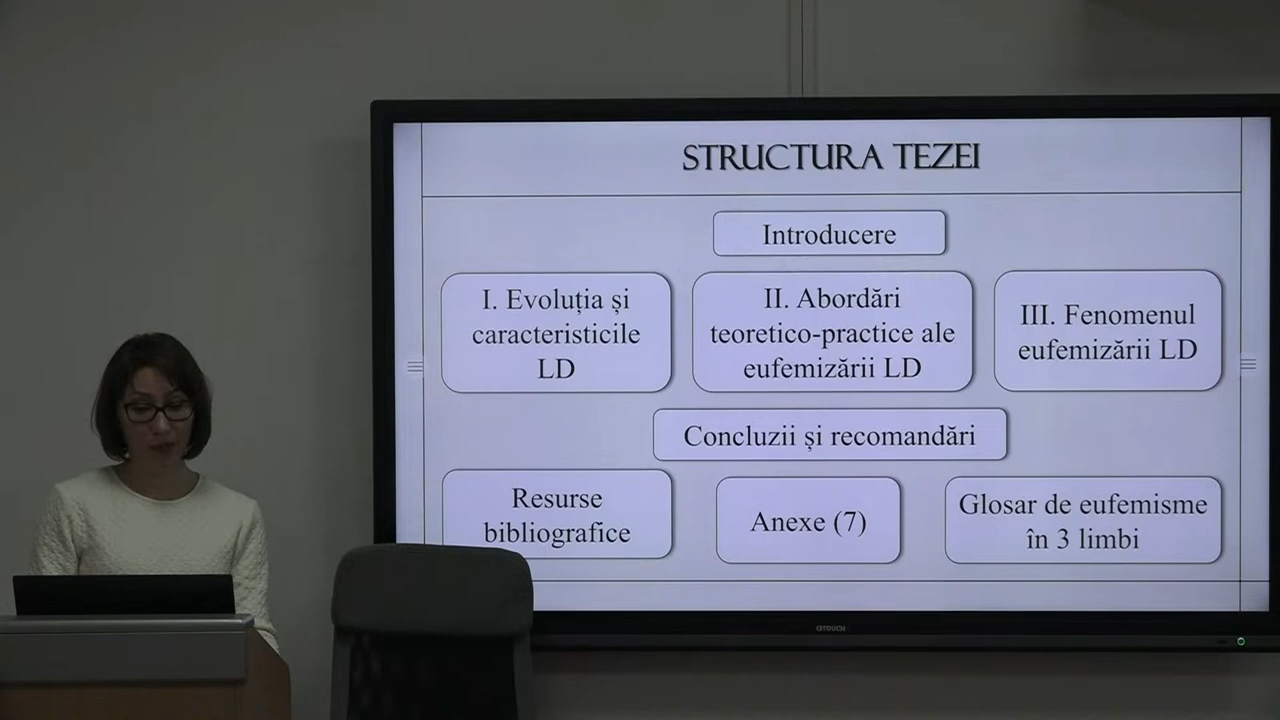 STRUCTURA TEZEI
Introducere
I. Evoluția și
caracteristicile
LD
II. Abordări
teoretico-practice ale
eufemizării LD
III. Fenomenul
eufemizării LD
Concluzii și recomandări
Resurse
bibliografice
Anexe (7)
Glosar de eufemisme
în 3 limbi